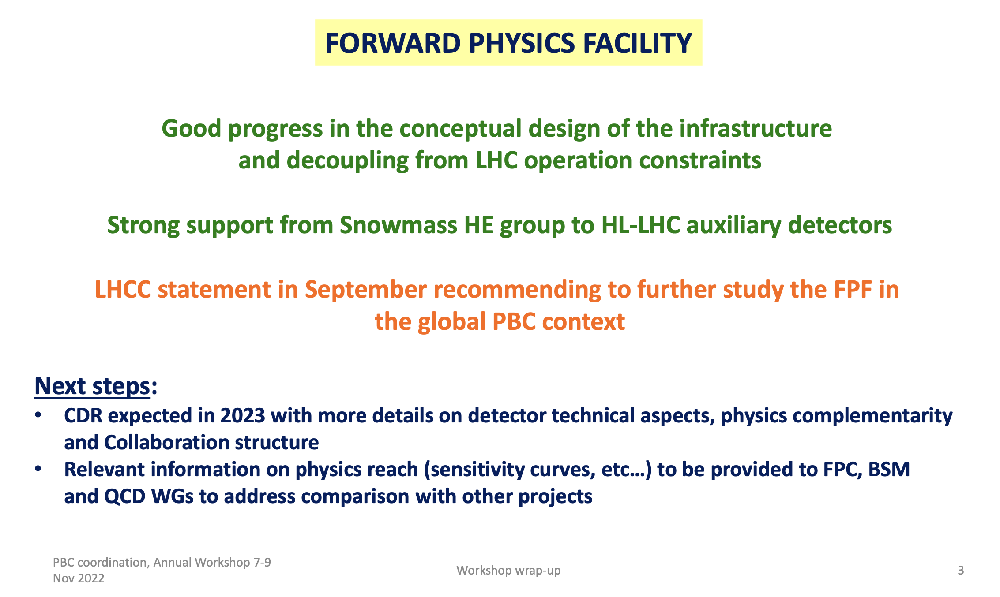 FORWARD PHYSICS FACILITY
Good progress in the conceptual design of the infrastructure
and decoupling from LHC operation constraints
Strong support from Snowmass HE group to HL-LHC auxiliary detectors
LHCC statement in September recommending to further study the FPF in
the global PBC context
Next steps:
• CDR expected in 2023 with more details on detector technical aspects, physics complementarity
and Collaboration structure
• Relevant information on physics reach (sensitivity curves, etc…) to be provided to FPC, BSM
and QCD WGs to address comparison with other projects
PBC coordination, Annual Workshop 7-9
Nov 2022
Workshop wrap-up
3